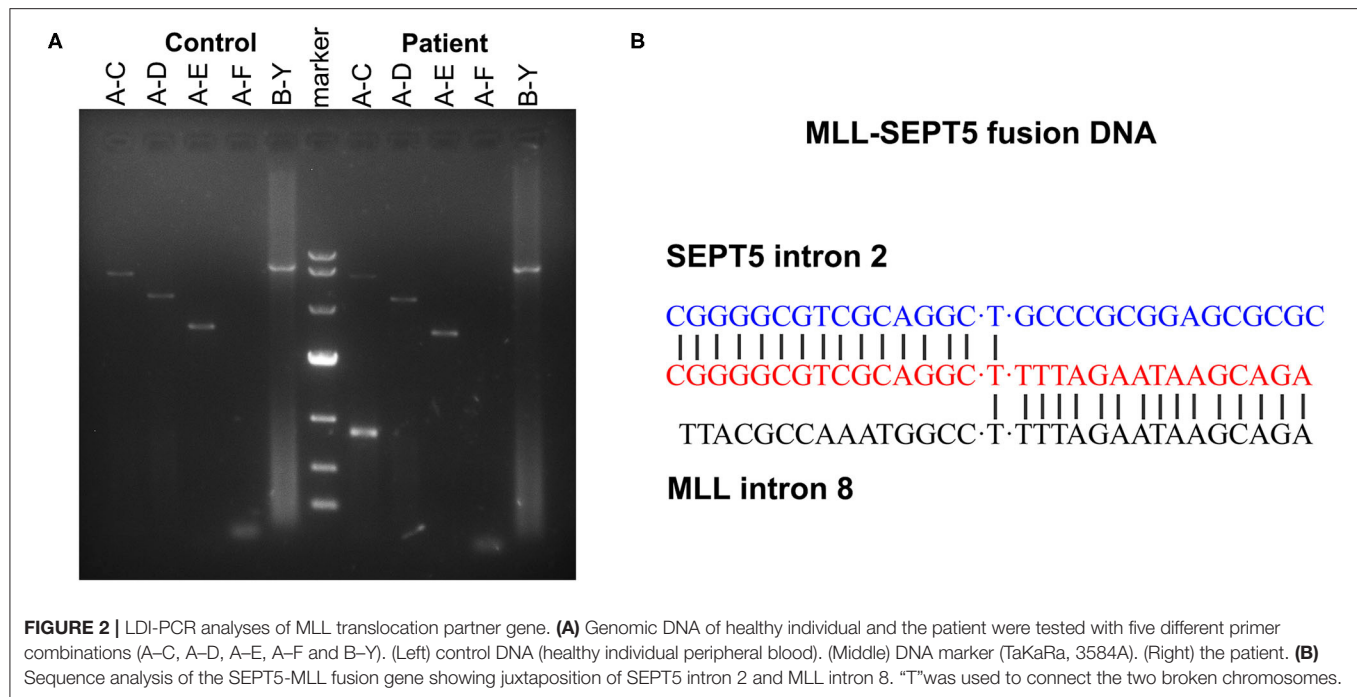 A
Control
Patient
A-C
A-D
A-E
A-F
B-Y
marker
A-C
A-D
A-E
A-F
B-Y
B
MLL-SEPT5 fusion DNA
SEPT5 intron 2
CGGGGCGTCGCAGGC·T·GCCCGCGGAGCGCGC
CGGGGCGTCGCAGGC·T·TTTAGAATAAGCAGA
TTACGCCAAATGGCC·T·TTTAGAATAAGCAGA
MLL intron 8
FIGURE 2 | LDI-PCR analyses of MLL translocation partner gene. (A) Genomic DNA of healthy individual and the patient were tested with five different primer
combinations (A–C, A–D, A–E, A–F and B–Y). (Left) control DNA (healthy individual peripheral blood). (Middle) DNA marker (TaKaRa, 3584A). (Right) the patient. (B)
Sequence analysis of the SEPT5-MLL fusion gene showing juxtaposition of SEPT5 intron 2 and MLL intron 8. “T”was used to connect the two broken chromosomes.